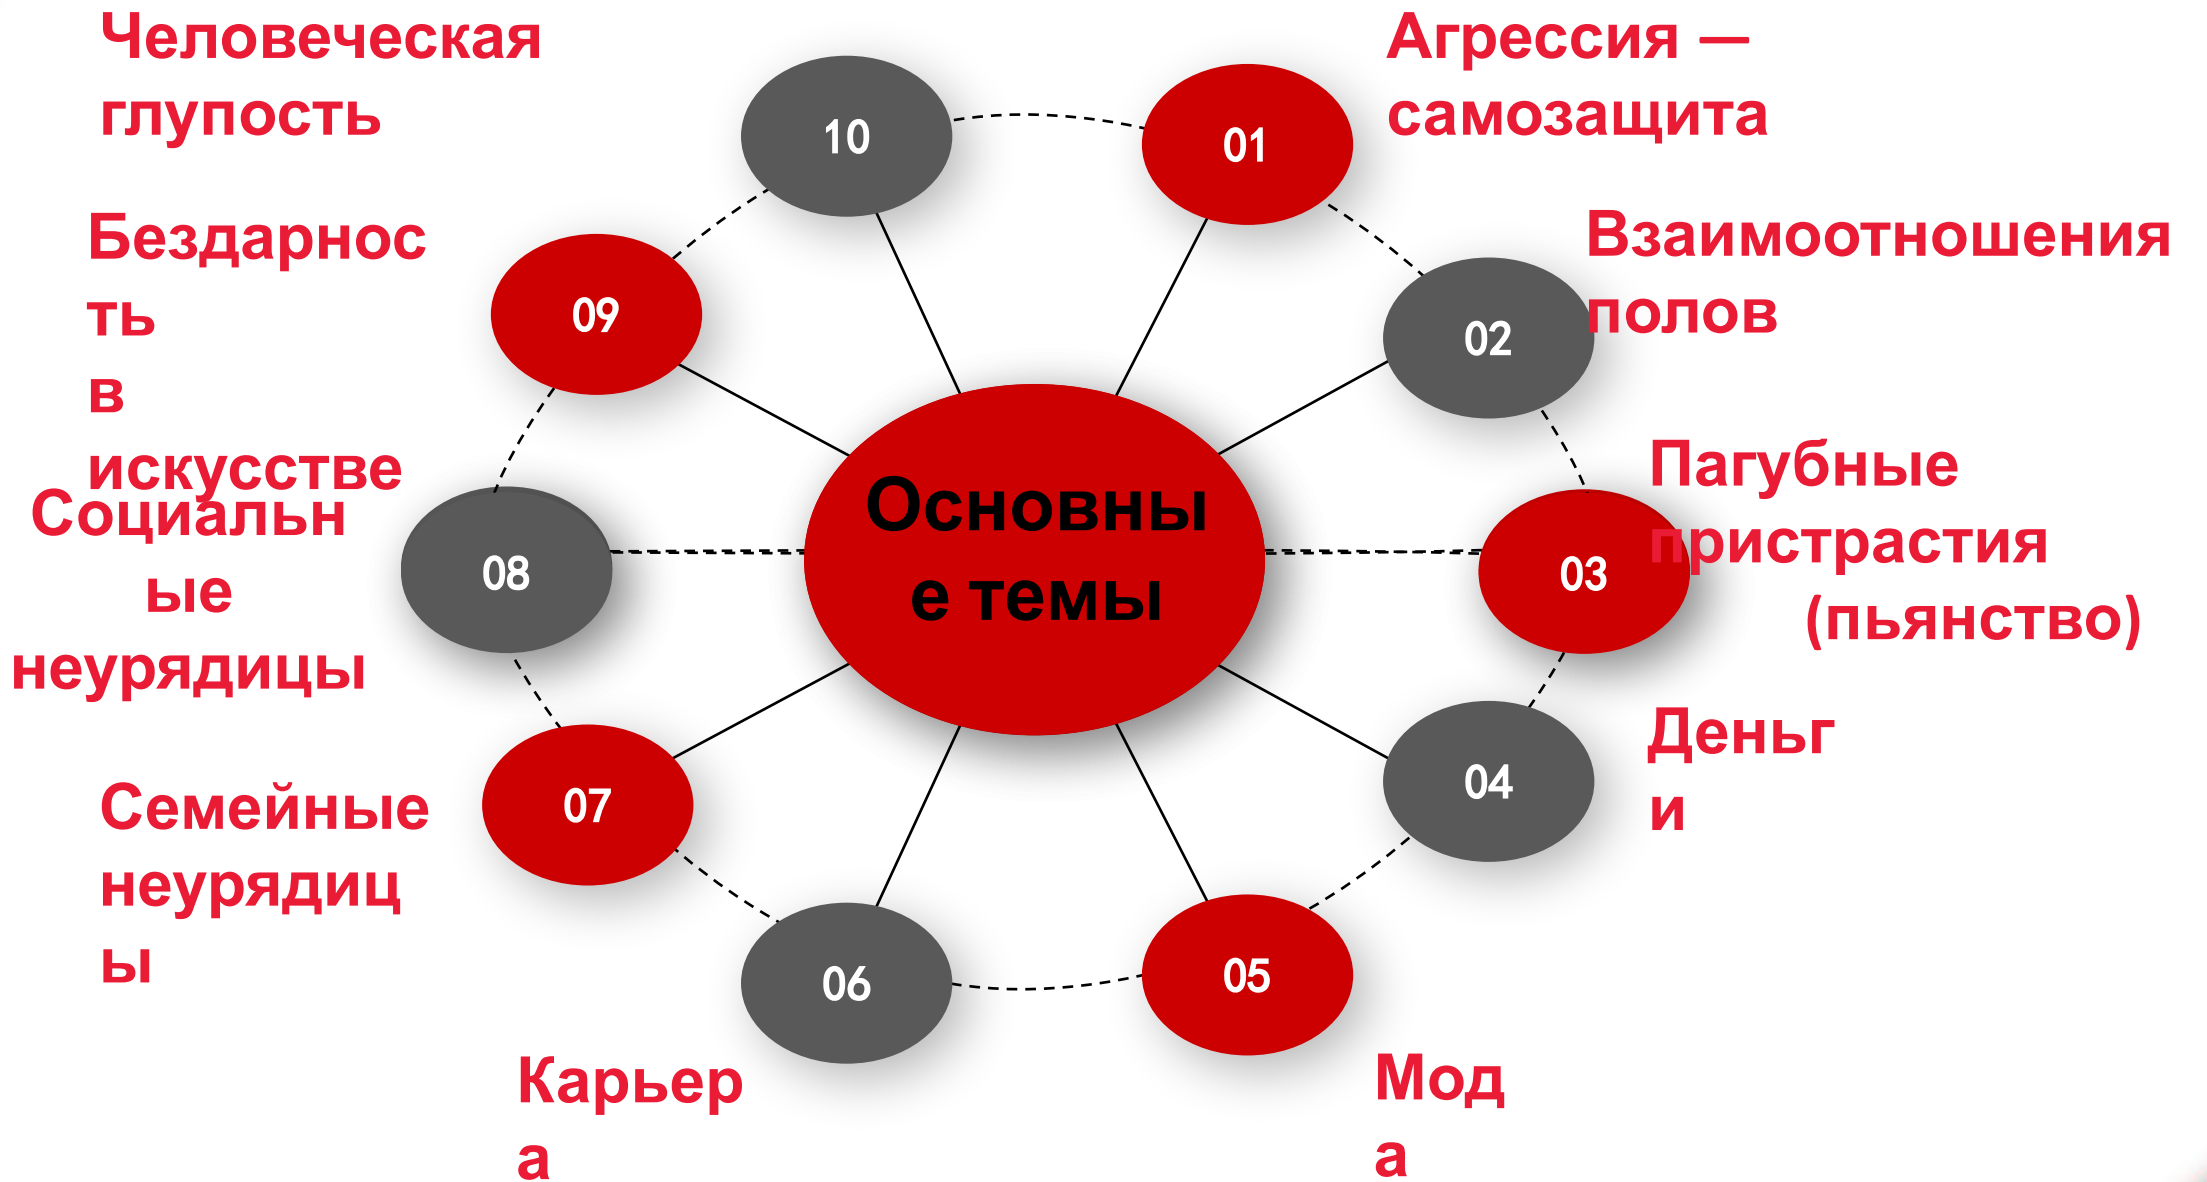 Человеческая
глупость
10
01
Агрессия —
самозащита
Бездарнос
ть
в
искусстве
09
Взаимоотношения
полов
02
Основны
е темы
Пагубные
пристрастия
(пьянство)
03
Социальн
ые
неурядицы
08
Деньг
и
04
Семейные
неурядиц
ы
07
06
05
Карьер
а
Мод
а